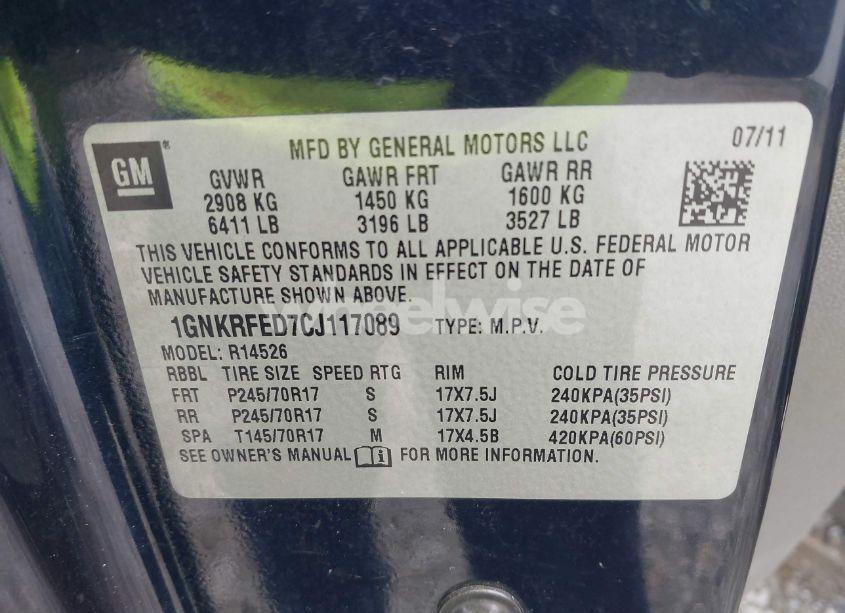 GM
MFD BY GENERAL MOTORS LLC 07/11
GVWR GAWR FRT GAWR RR
2908 KG 1450 KG 1600 KG
6411 LB 3196 LB 3527 LB
THIS VEHICLE CONFORMS TO ALL APPLICABLE U.S. FEDERAL MOTOR
VEHICLE SAFETY STANDARDS IN EFFECT ON THE DATE OF
MANUFACTURE SHOWN ABOVE.
1GNKRFED7CJ117089 TYPE: M.P.V.
MODEL: R14526
RBBL TIRE SIZE SPEED RTG RIM COLD TIRE PRESSURE
FRT P245/70R17 S 17X7.5J 240KPA(35PSI)
RR P245/70R17 S 17X7.5J 240KPA(35PSI)
SPA T145/70R17 M 17X4.5B 420KPA(60PSI)
SEE OWNER'S MANUAL FOR MORE INFORMATION.